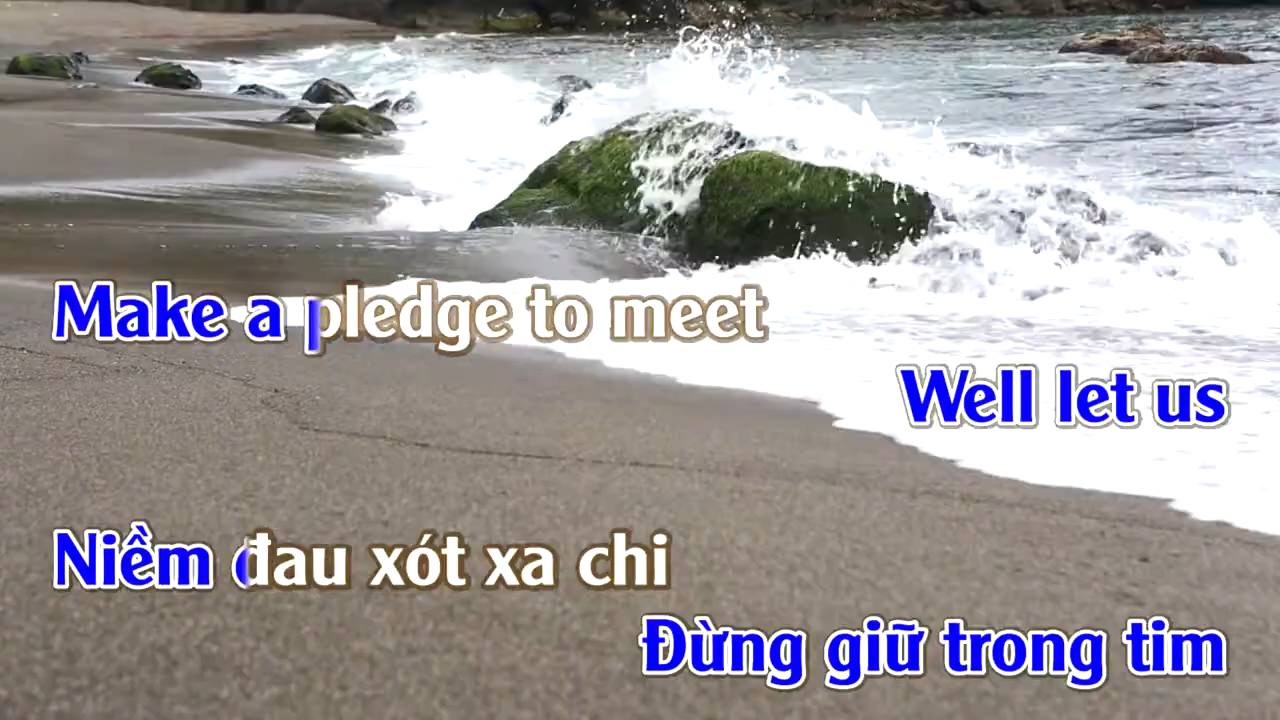 Make a pledge to meet
Well let us
Niềm đau xót xa chi
Đừng giữ trong tim